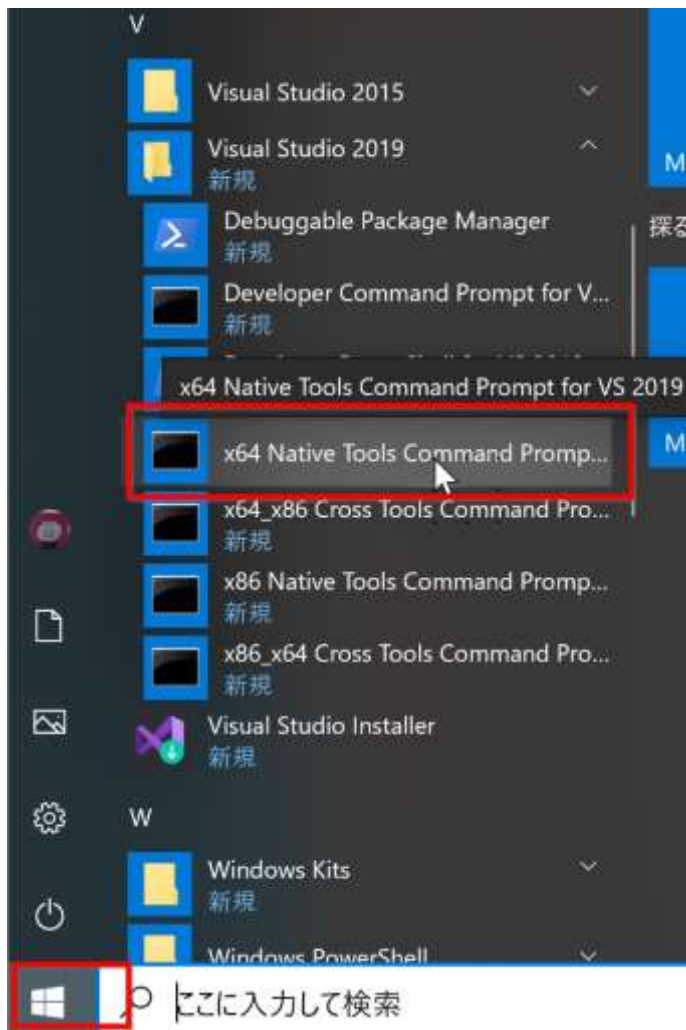 V
Visual Studio 2015
Visual Studio 2019
新規
M
Debuggable Package Manager
新規
探る
Developer Command Prompt for V...
新規
x64 Native Tools Command Prompt for VS 2019
x64 Native Tools Command Promp...
M
x64_x86 Cross Tools Command Pro...
新規
x86 Native Tools Command Promp...
新規
x86_x64 Cross Tools Command Pro...
新規
Visual Studio Installer
新規
W
Windows Kits
新規
Windows PowerShell
ここに入力して検索